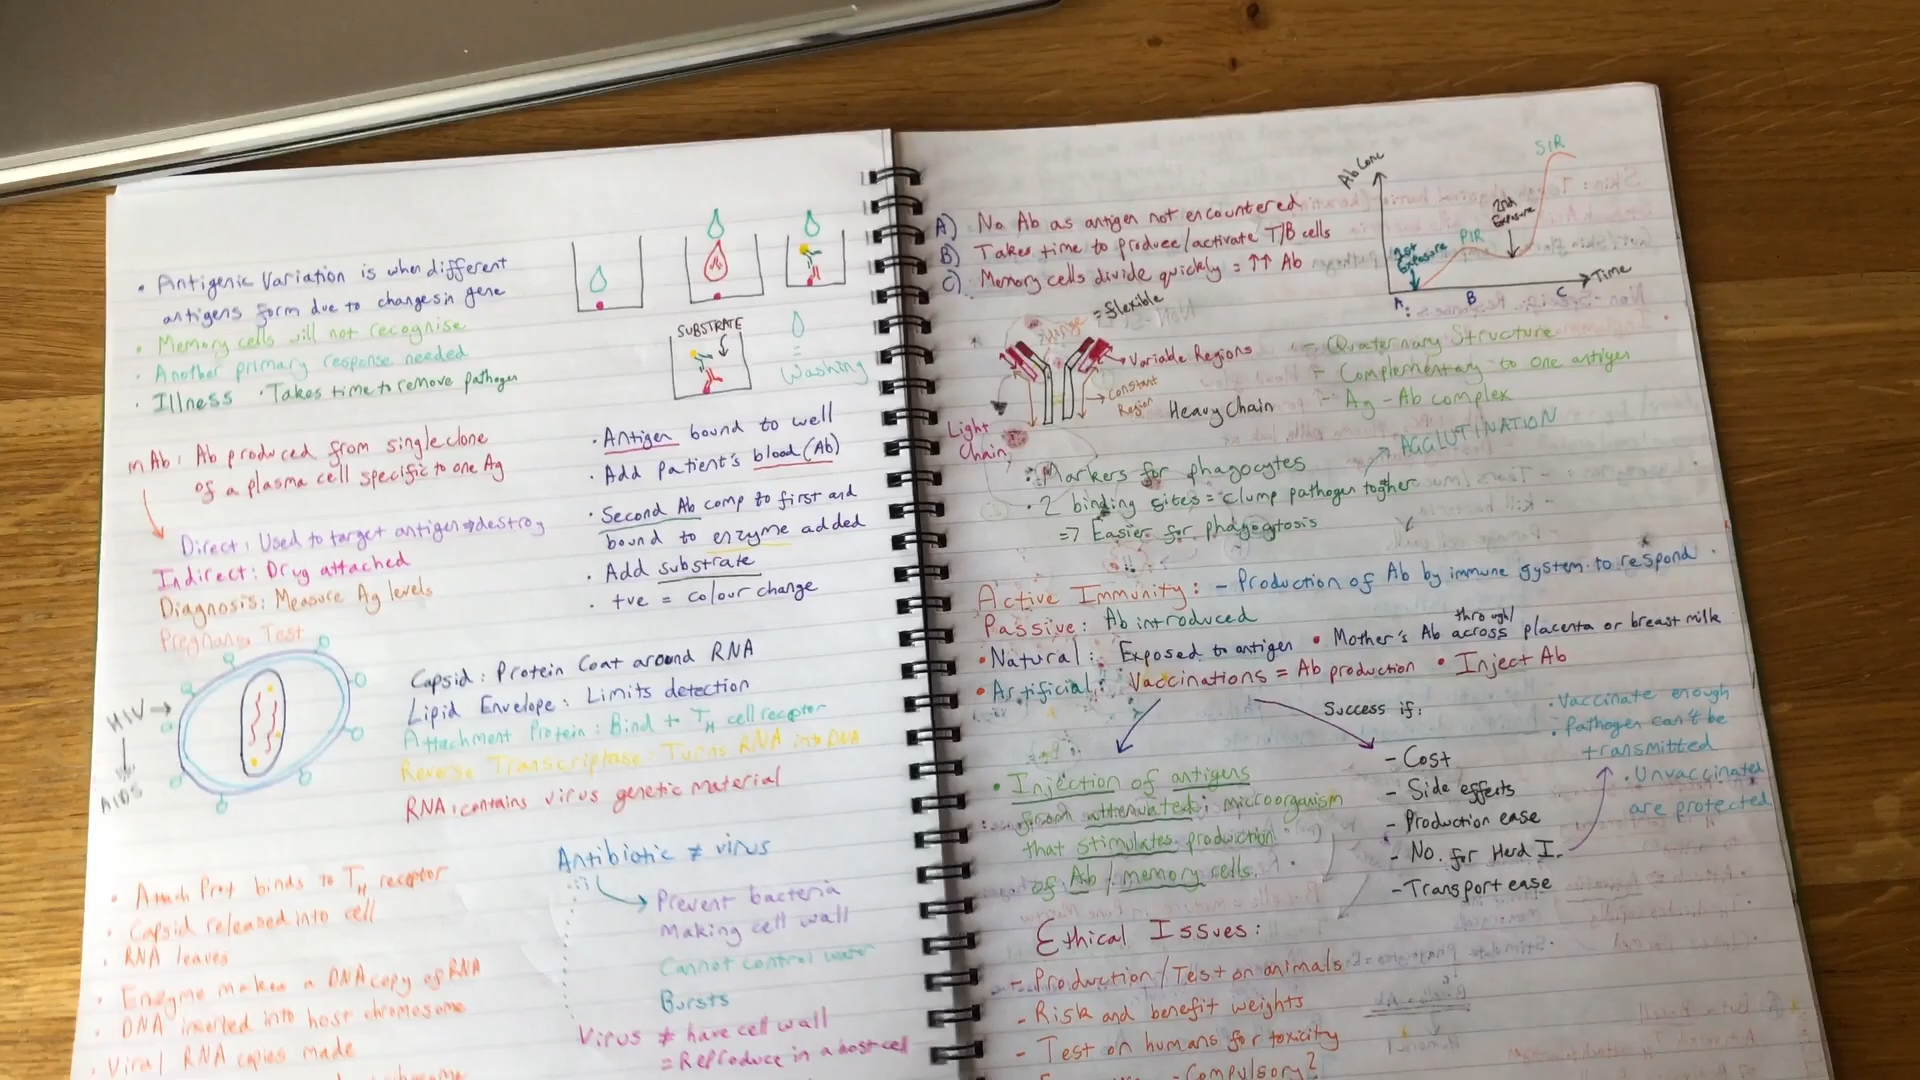 • Antigenic Variation is when different
antigens form due to changes in gene
• Memory cells will not recognise
• Another primary response needed
• Illness • Takes time to remove pathogen
SUBSTRATE
=
Washing
mAb: Ab produced from single clone
of a plasma cell specific to one Ag
Direct: Used to target antigen → destroy
Indirect: Drug attached
Diagnosis: Measure Ag levels
Pregnancy Test
• Antigen bound to well
• Add patient's blood (Ab)
• Second Ab comp to first and
bound to enzyme added
• Add substrate
• +ve = colour change
HIV →
AIDS
Capsid: Protein Coat around RNA
Lipid Envelope: Limits detection
Attachment Protein: Bind to TH cell receptor
Reverse Transcriptase: Turns RNA into DNA
RNA: contains virus genetic material
• Attach Prot binds to TH receptor
• Capsid released into cell
• RNA leaves
• Enzyme makes a DNA copy of RNA
• DNA inserted into host chromosome
• Viral RNA copies made
Antibiotic ≠ virus
Prevent bacteria
Making cell wall
Cannot control water
Bursts
Virus ≠ have cell wall
= Reproduce in a host cell
A) No Ab as antigen not encountered
B) Takes time to produce/activate T/B cells
C) Memory cells divide quickly = ↑↑ Ab
Ab Conc
SIR
2nd
Exposure
PIR
1st
Exposure
Time
A B C
Hinge = flexible
Variable Regions
Constant
Region
Heavy Chain
Light
Chain
- Quaternary Structure
- Complementary to one antigen
- Ag - Ab complex
AGGLUTINATION
• Markers for phagocytes
• 2 binding sites = clump pathogen togther
=> Easier for phagocytosis
Active Immunity: - Production of Ab by immune system to respond
Passive: Ab introduced
through/
• Natural: Exposed to antigen • Mother's Ab across placenta or breast milk
• Artificial: Vaccinations = Ab production • Inject Ab
Success if:
- Cost
- Side effects
- Production ease
- No. for Herd I.
- Transport ease
• Vaccinate enough
• Pathogen can't be
transmitted
• Unvaccinated
are protected
• Injection of antigens
from attenuated microorganism
that stimulates production
of Ab / memory cells.
Ethical Issues:
- Production/Test on animals
- Risk and benefit weights
- Test on humans for toxicity
- Compulsory?